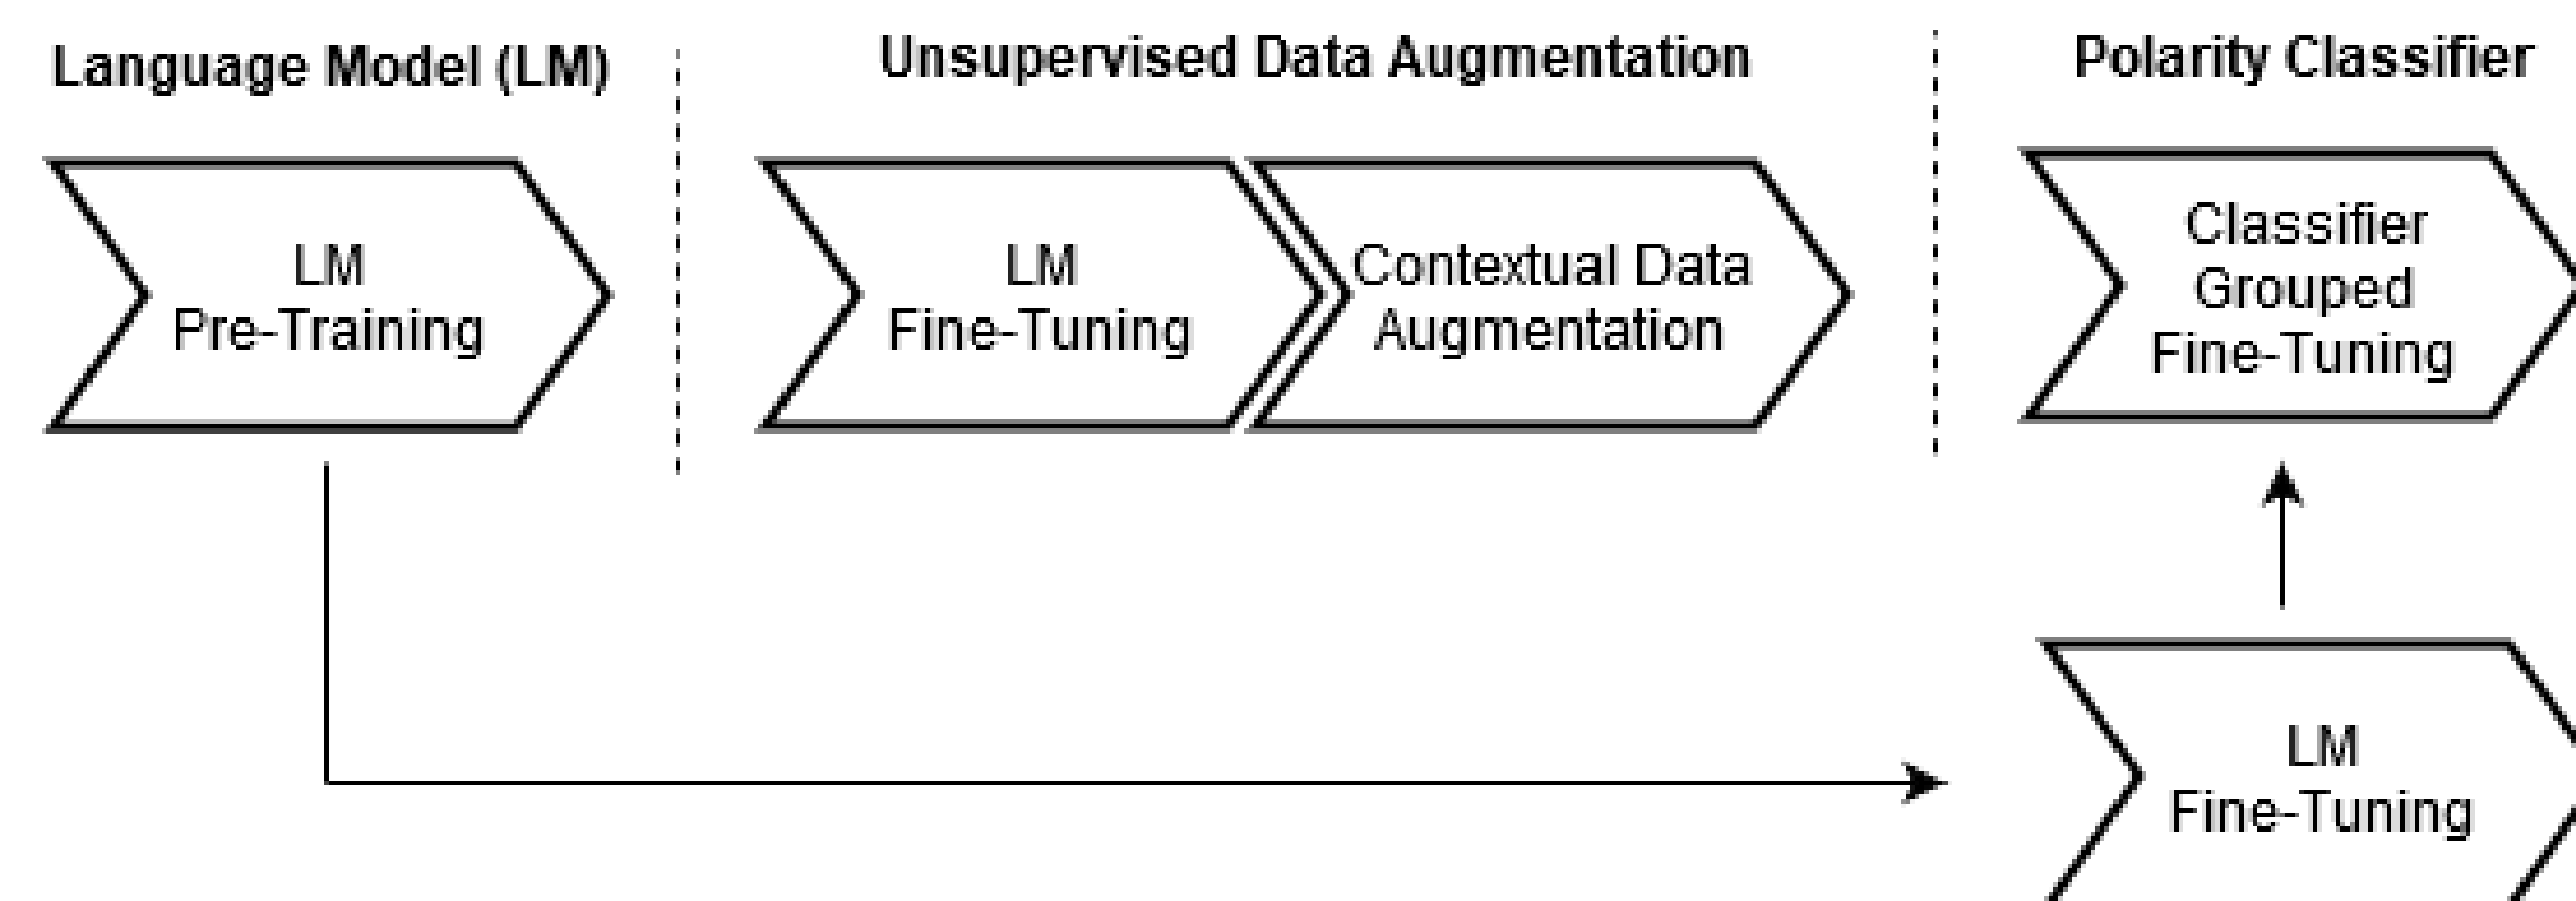 Language Model (LM)
Unsupervised Data Augmentation
Polarity Classifier
LM
Pre-Training
LM
Fine-Tuning
Contextual Data
Augmentation
Classifier
Grouped
Fine-Tuning
LM
Fine-Tuning